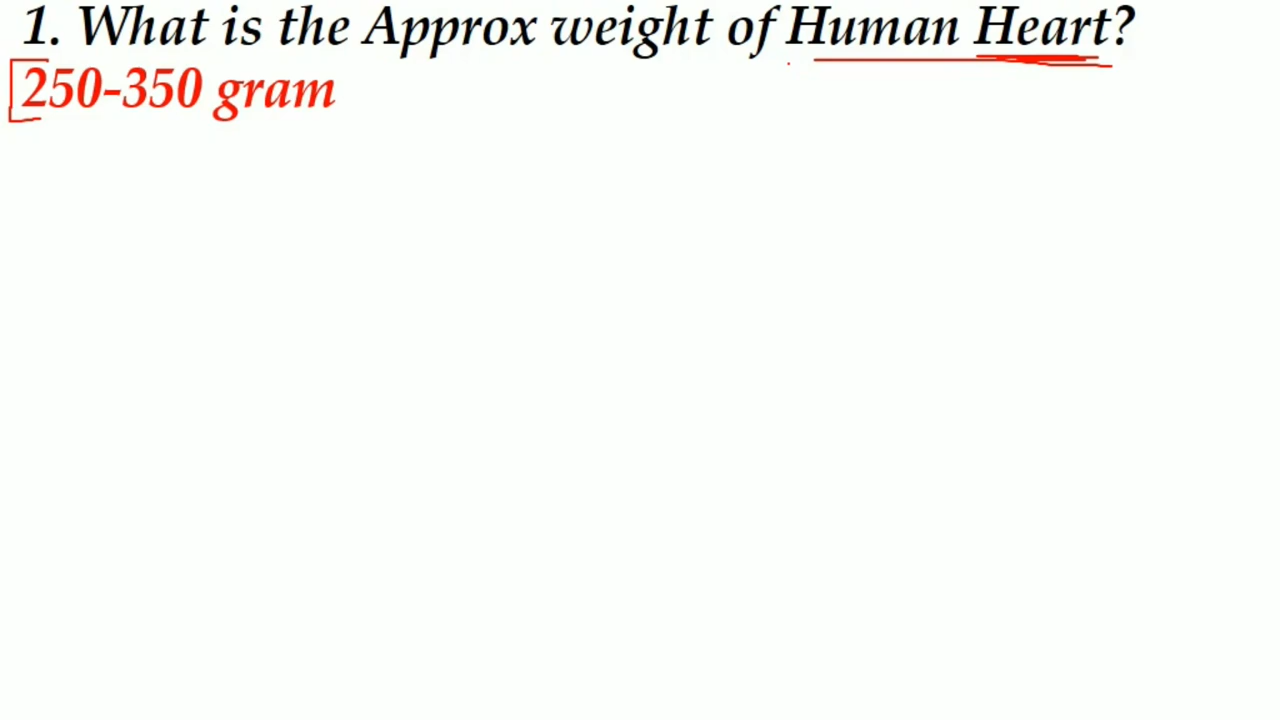 1. What is the Approx weight of Human Heart?
250-350 gram